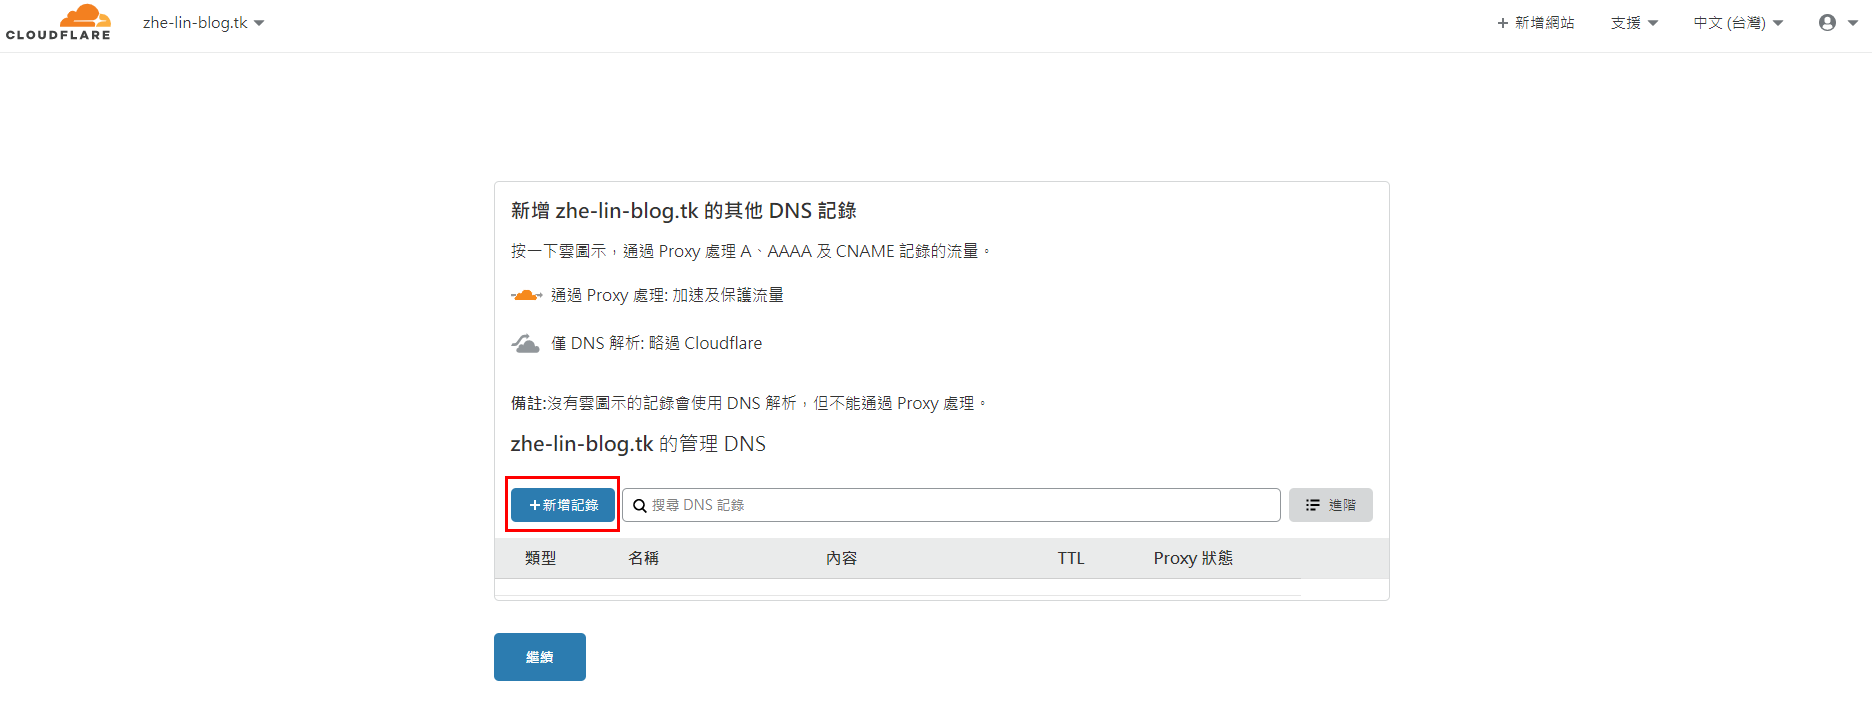 CLOUDFLARE
zhe-lin-blog.tk
+ 新增網站
支援
中文 (台灣)
新增 zhe-lin-blog.tk 的其他 DNS 記錄
按一下雲圖示，通過 Proxy 處理 A、AAAA 及 CNAME 記錄的流量。
通過 Proxy 處理: 加速及保護流量
僅 DNS 解析: 略過 Cloudflare
備註:沒有雲圖示的記錄會使用 DNS 解析，但不能通過 Proxy 處理。
zhe-lin-blog.tk 的管理 DNS
+新增記錄
搜尋 DNS 記錄
進階
類型 名稱 內容 TTL Proxy 狀態
繼續